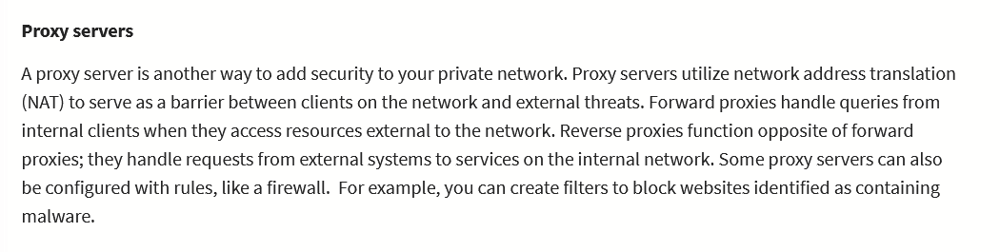 Proxy servers
A proxy server is another way to add security to your private network. Proxy servers utilize network address translation
(NAT) to serve as a barrier between clients on the network and external threats. Forward proxies handle queries from
internal clients when they access resources external to the network. Reverse proxies function opposite of forward
proxies; they handle requests from external systems to services on the internal network. Some proxy servers can also
be configured with rules, like a firewall.  For example, you can create filters to block websites identified as containing
malware.